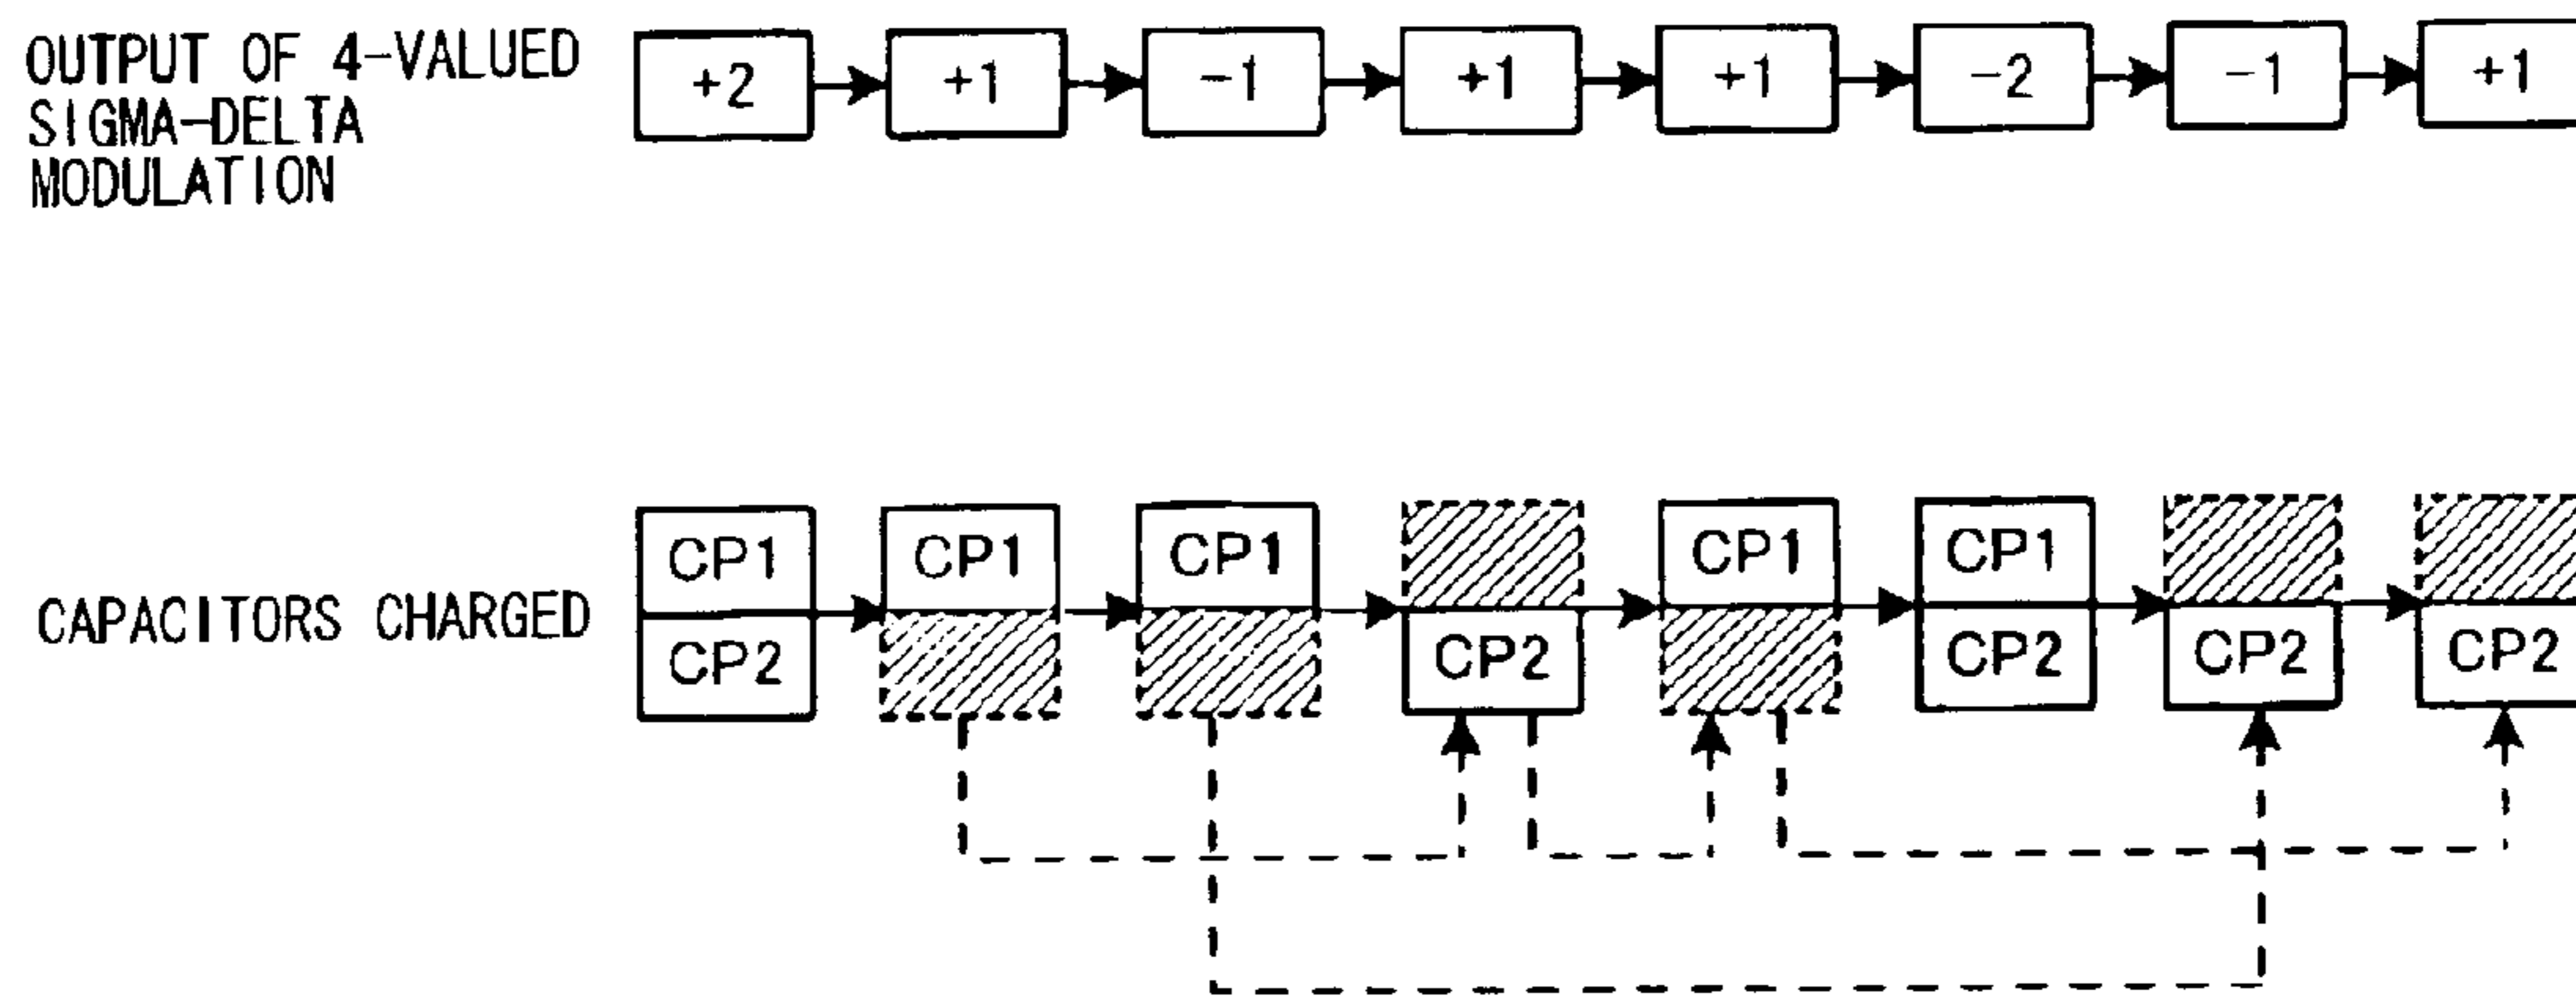 OUTPUT OF 4-VALUED
SIGMA-DELTA
MODULATION
+2 +1 -1 +1 +1 -2 -1 +1
CAPACITORS CHARGED
CP1 CP1 CP1 CP1 CP1
CP2 CP2 CP2 CP2 CP2